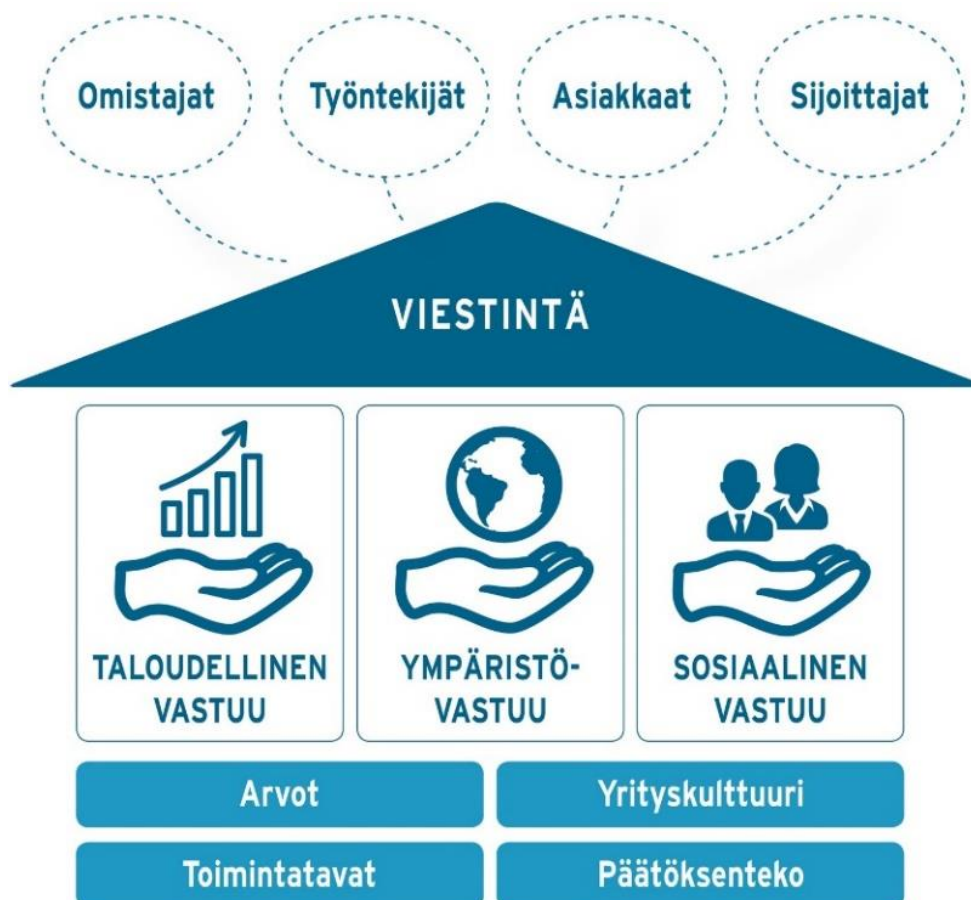 Omistajat
Työntekijät
Asiakkaat
Sijoittajat
VIESTINTÄ
TALOUDELLINEN
VASTUU
YMPÄRISTÖ-
VASTUU
SOSIAALINEN
VASTUU
Arvot
Yrityskulttuuri
Toimintatavat
Päätöksenteko